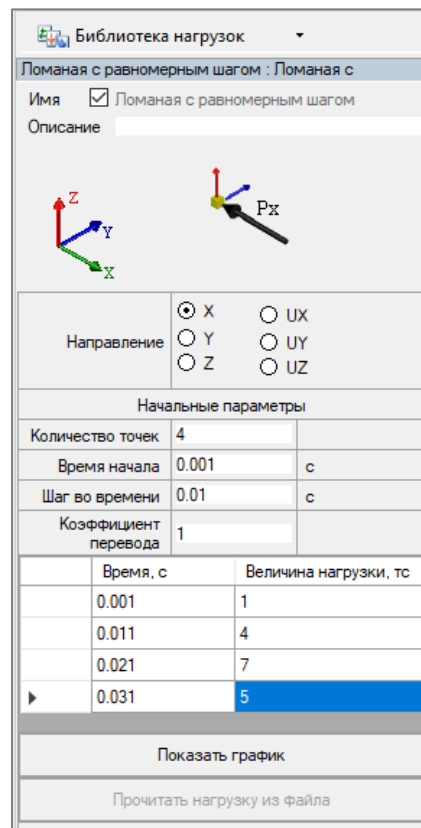 Библиотека нагрузок
Ломаная с равномерным шагом : Ломаная с
Имя Ломаная с равномерным шагом
Описание
Z
Y
X
Px
Направление
X UX
Y UY
Z UZ
Начальные параметры
Количество точек 4
Время начала 0.001 с
Шаг во времени 0.01 с
Коэффициент
перевода 1
Время, с Величина нагрузки, тс
0.001 1
0.011 4
0.021 7
0.031 5
Показать график
Прочитать нагрузку из файла